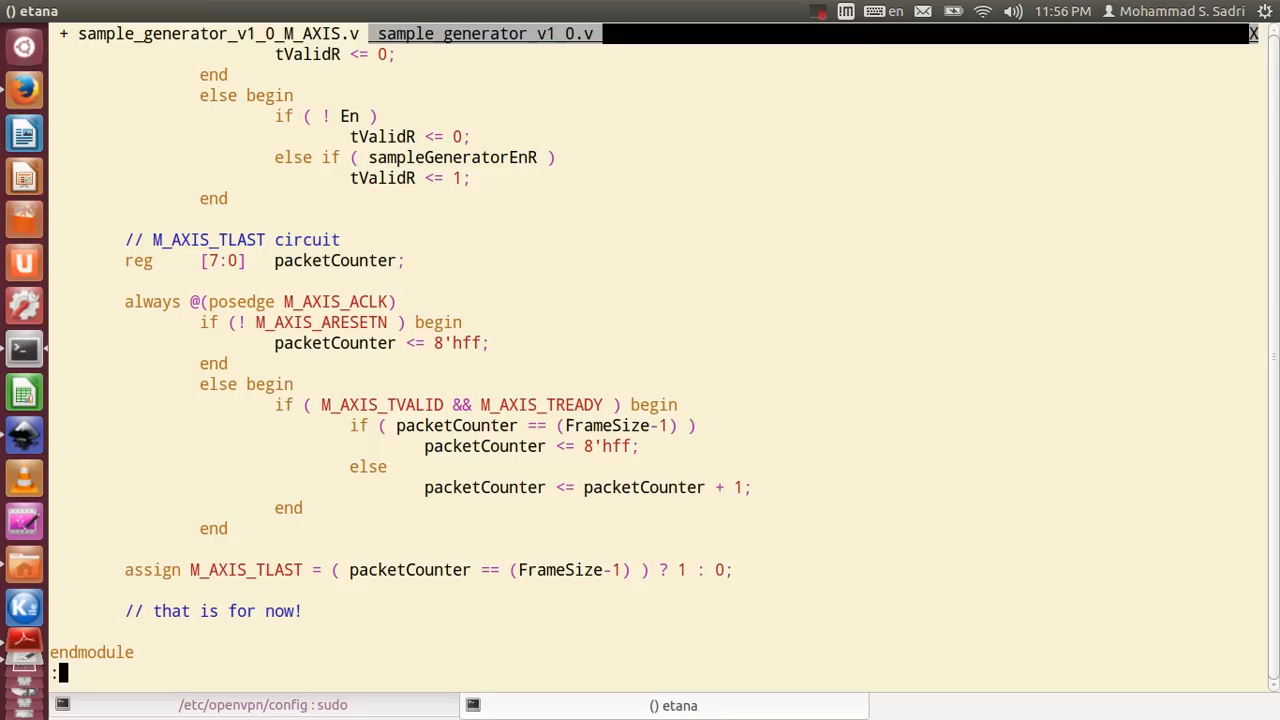 () etana
en
11:56 PM
Mohammad S. Sadri
+ sample_generator_v1_0_M_AXIS.v  sample_generator_v1_0.v  X
tValidR <= 0;
end
else begin
if ( ! En )
tValidR <= 0;
else if ( sampleGeneratorEnR )
tValidR <= 1;
end
// M_AXIS_TLAST circuit
reg [7:0] packetCounter;
always @(posedge M_AXIS_ACLK)
if (! M_AXIS_ARESETN ) begin
packetCounter <= 8'hff;
end
else begin
if ( M_AXIS_TVALID && M_AXIS_TREADY ) begin
if ( packetCounter == (FrameSize-1) )
packetCounter <= 8'hff;
else
packetCounter <= packetCounter + 1;
end
end
assign M_AXIS_TLAST = ( packetCounter == (FrameSize-1) ) ? 1 : 0;
// that is for now!
endmodule
:
/etc/openvpn/config : sudo
() etana